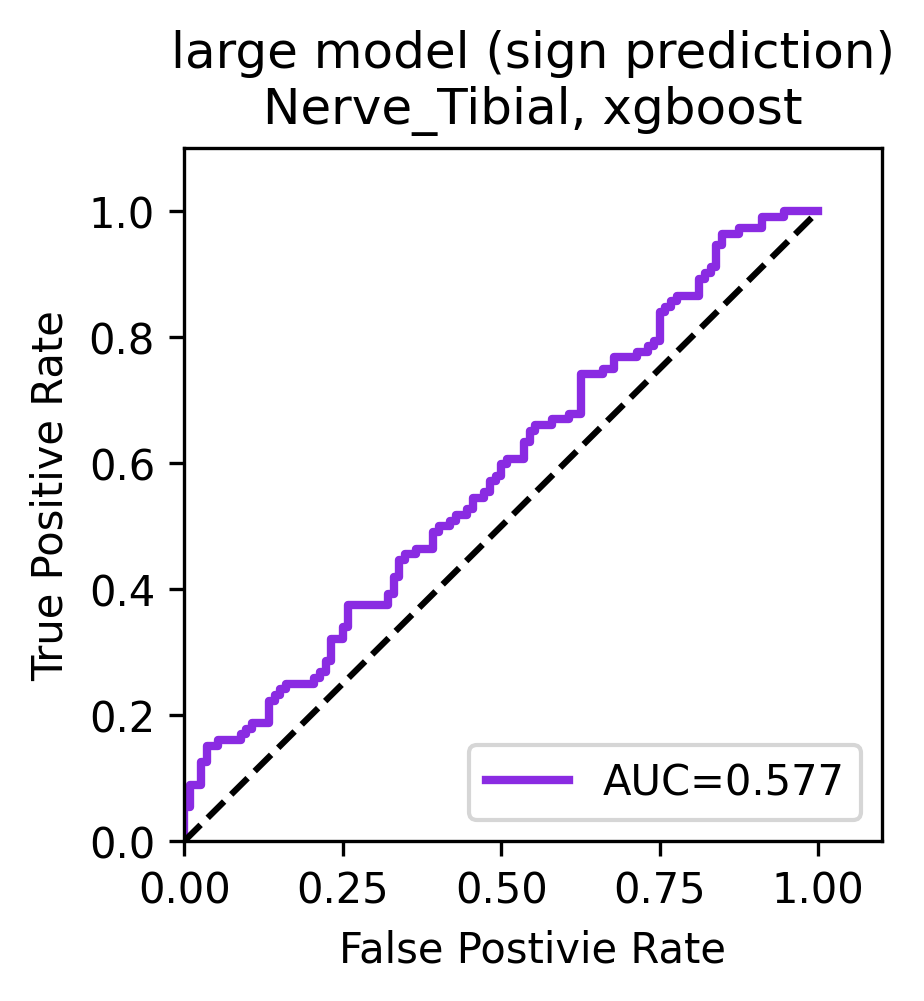 large model (sign prediction)
Nerve_Tibial, xgboost
1.0
0.8
0.6
0.4
0.2
0.0
True Positive Rate
AUC=0.577
0.00 0.25 0.50 0.75 1.00
False Postivie Rate